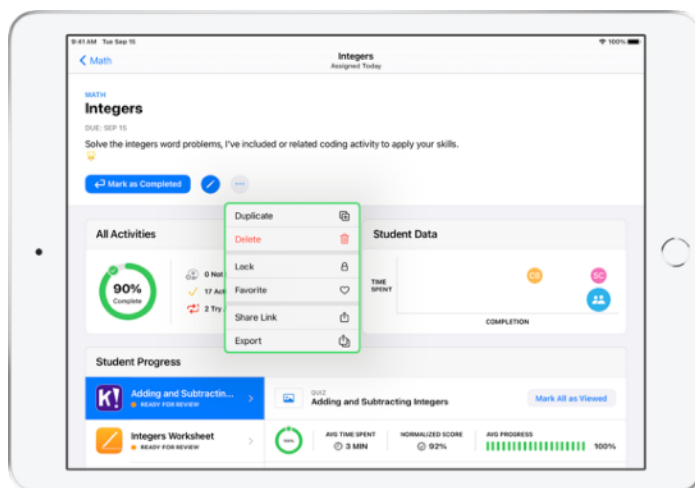 9:41 AM Tue Sep 15
100%
Math
Integers
Assigned Today
MATH
Integers
DUE: SEP 15
Solve the integers word problems, I've included or related coding activity to apply your skills.
Mark as Completed
Duplicate
Delete
Lock
Favorite
Share Link
Export
All Activities
90%
Complete
0 Not
17
2 Try
Student Data
TIME
SPENT
CB
SC
COMPLETION
Student Progress
K!
Adding and Subtractin...
READY FOR REVIEW
QUIZ
Adding and Subtracting Integers
Mark All as Viewed
Integers Worksheet
READY FOR REVIEW
100%
AVG TIME SPENT
3 MIN
NORMALIZED SCORE
92%
AVG PROGRESS
100%